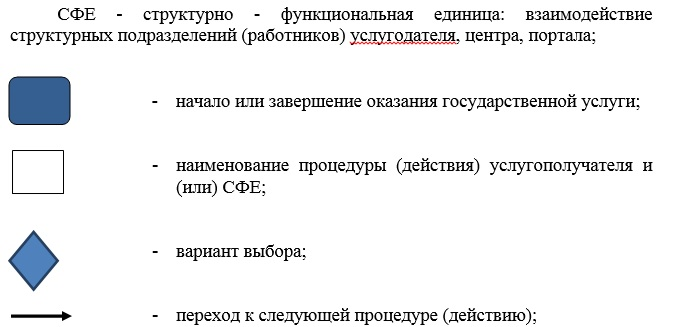 СФЕ - структурно - функциональная единица: взаимодействие
структурных подразделений (работников) услугодателя, центра, портала;
- начало или завершение оказания государственной услуги;
- наименование процедуры (действия) услугополучателя и
(или) СФЕ;
- вариант выбора;
- переход к следующей процедуре (действию);